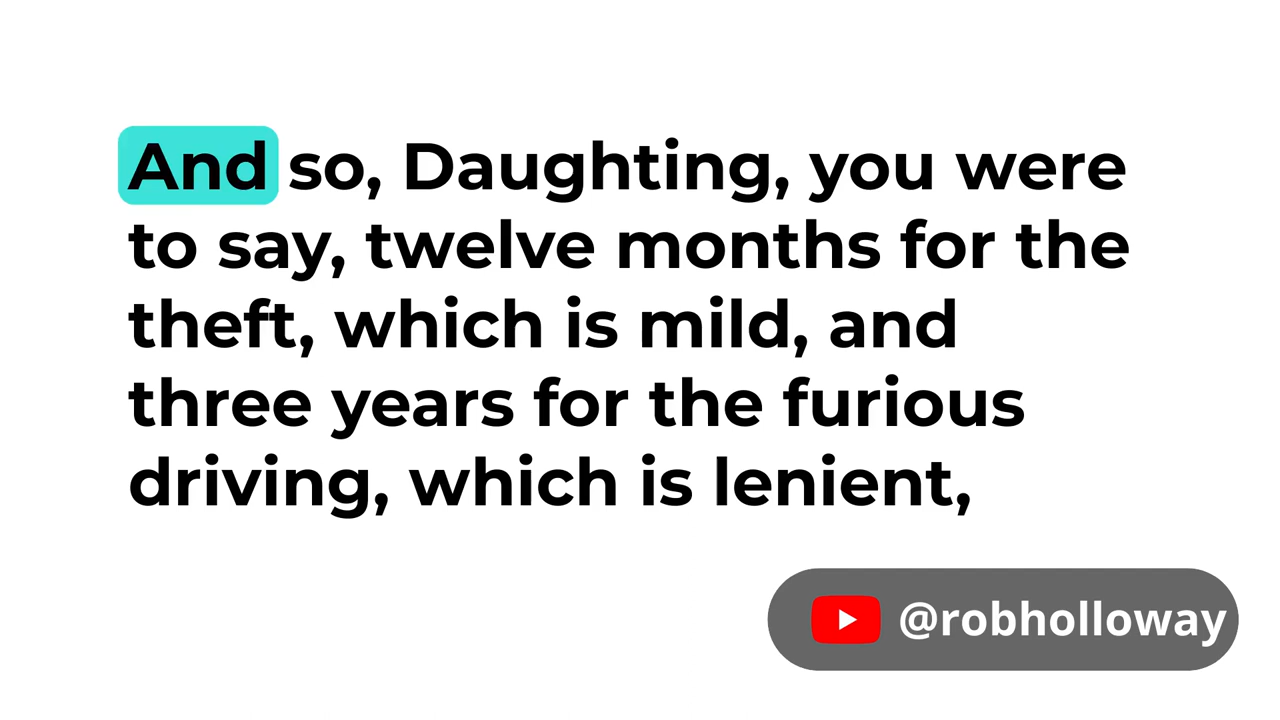 And so, Daughting, you were
to say, twelve months for the
theft, which is mild, and
three years for the furious
driving, which is lenient,
@robholloway